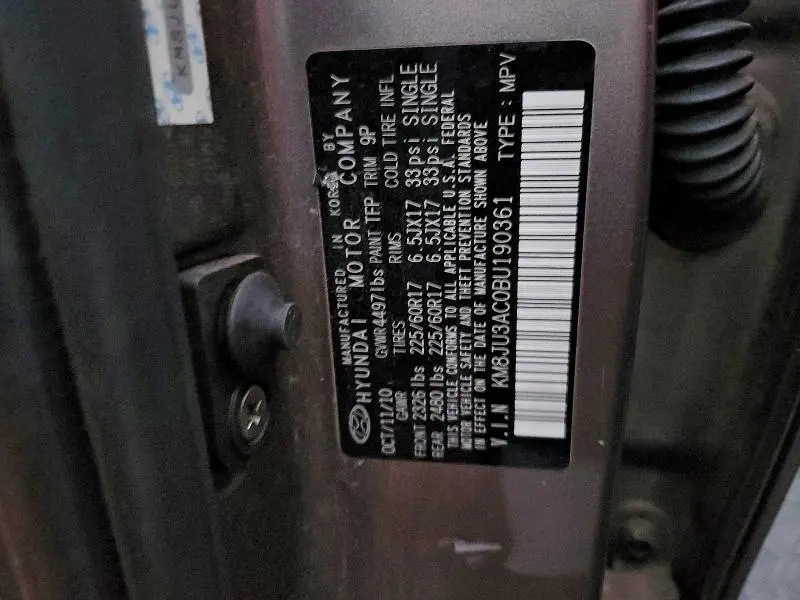 MANUFACTURED IN KOREA BY
HYUNDAI MOTOR COMPANY
OCT/11/10 GVWR 4497lbs PAINT TFP TRIM 9P
GAWR TIRES RIMS COLD TIRE INFL
FRONT 2326 lbs 225/60R17 6.5JX17 33psi SINGLE
REAR 2480 lbs 225/60R17 6.5JX17 33psi SINGLE
THIS VEHICLE CONFORMS TO ALL APPLICABLE U.S.A. FEDERAL
MOTOR VEHICLE SAFETY AND THEFT PREVENTION STANDARDS
IN EFFECT ON THE DATE OF MANUFACTURE SHOWN ABOVE
V.I.N KM8JU3AC0BU190361 TYPE : MPV
KM8JU